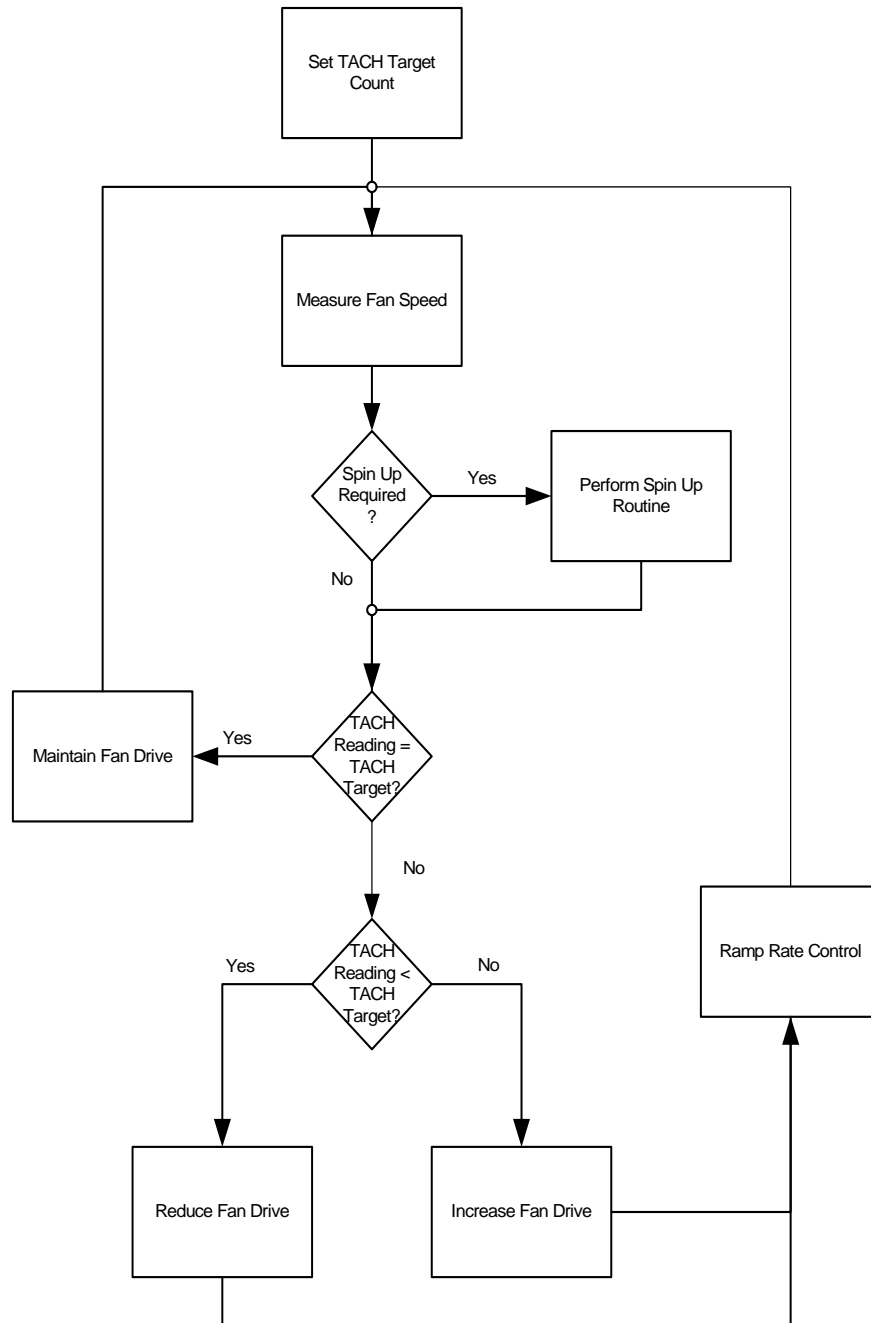 Set TACH Target
Count
Measure Fan Speed
Spin Up
Required
?
Yes
Perform Spin Up
Routine
No
TACH
Reading =
TACH
Target?
Yes
Maintain Fan Drive
No
Ramp Rate Control
TACH
Reading <
TACH
Target?
Yes
No
Reduce Fan Drive
Increase Fan Drive